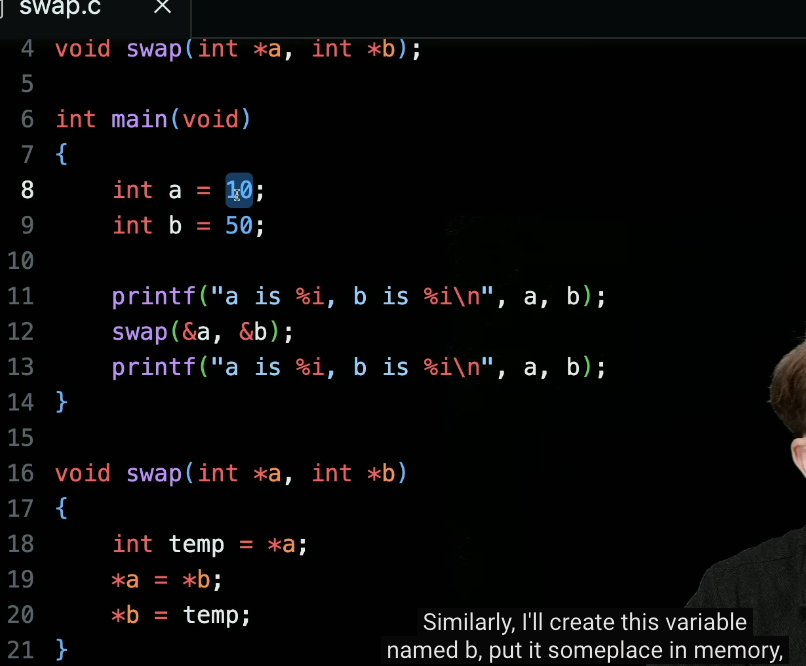 swap.c ×
4 void swap(int *a, int *b);
5
6 int main(void)
7 {
8     int a = 10;
9     int b = 50;
10
11     printf("a is %i, b is %i\n", a, b);
12     swap(&a, &b);
13     printf("a is %i, b is %i\n", a, b);
14 }
15
16 void swap(int *a, int *b)
17 {
18     int temp = *a;
19     *a = *b;
20     *b = temp;
21 }
Similarly, I'll create this variable
named b, put it someplace in memory,